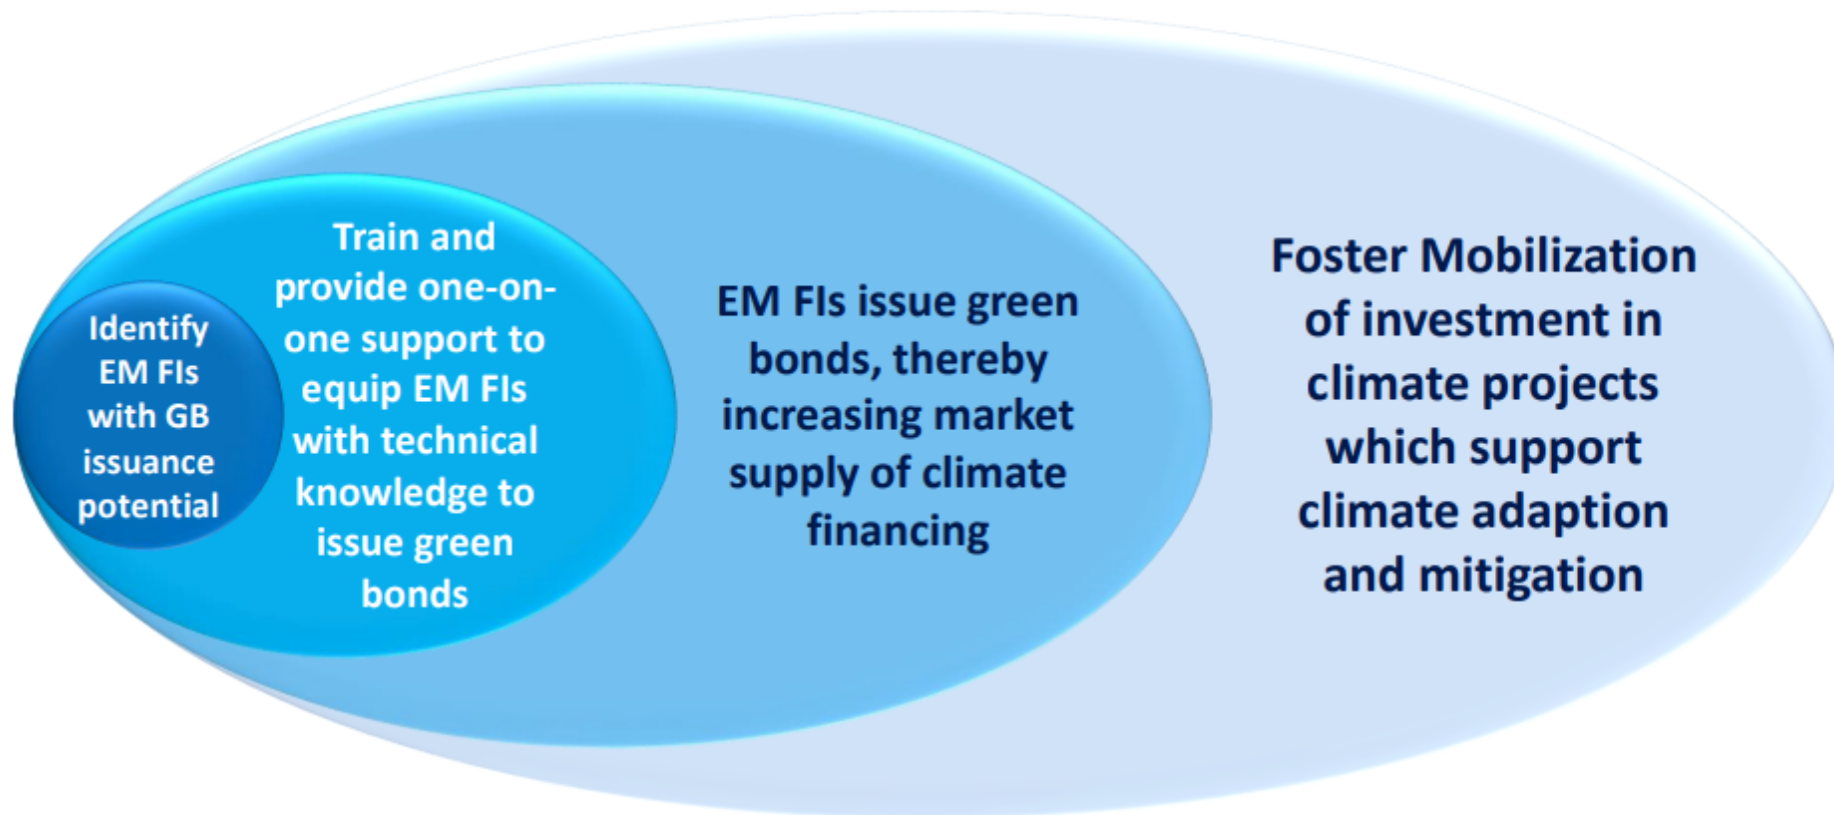 Identify
EM FIs
with GB
issuance
potential
Train and
provide one-on-
one support to
equip EM FIs
with technical
knowledge to
issue green
bonds
EM FIs issue green
bonds, thereby
increasing market
supply of climate
financing
Foster Mobilization
of investment in
climate projects
which support
climate adaption
and mitigation